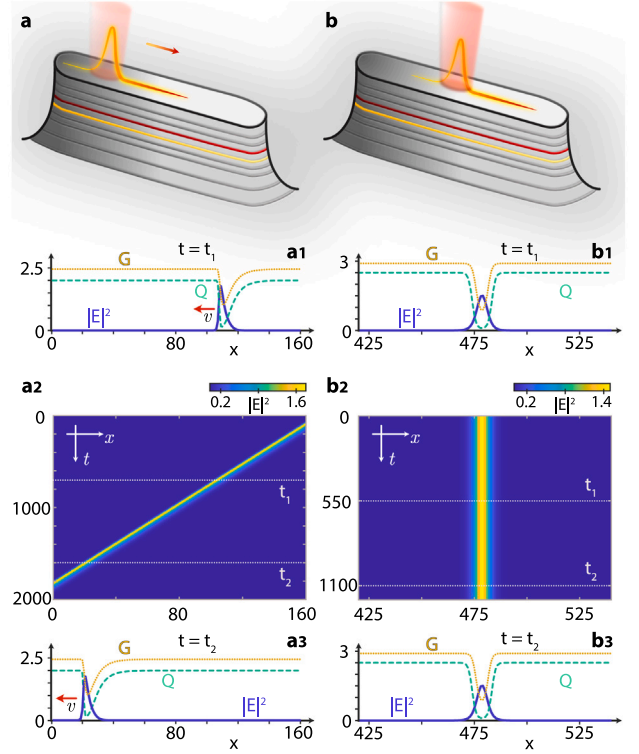 a
b
G
t = t1
a1
2.5
Q
|E|²
v
0
0
80
x
160
G
t = t1
b1
3
|E|²
Q
0
425
475
x
525
a2
0.2
|E|²
1.6
0
x
t
t1
1000
t2
2000
0
80
160
b2
0.2
|E|²
1.4
0
x
t
t1
550
t2
1100
425
475
525
G
t = t2
a3
2.5
Q
v
|E|²
0
0
80
x
160
G
t = t2
b3
3
|E|²
Q
0
425
475
x
525